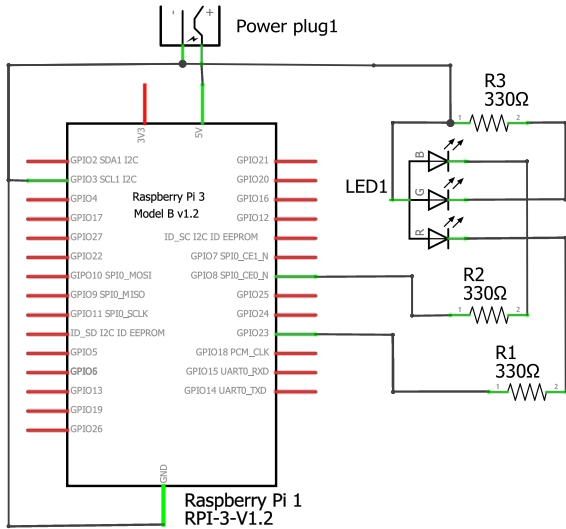 - +
Power plug1
3V3
5V
R3
330Ω
1 2
GPIO2 SDA1 I2C
GPIO21
B
GPIO3 SCL1 I2C
GPIO20
LED1
GPIO4
Raspberry Pi 3
Model B v1.2
GPIO16
G
GPIO17
GPIO12
GPIO27
ID_SC I2C ID EEPROM
R
GPIO22
GPIO7 SPI0_CE1_N
GIPO10 SPI0_MOSI
GPIO8 SPI0_CE0_N
R2
330Ω
1 2
GPIO9 SPI0_MISO
GPIO25
GPIO11 SPI0_SCLK
GPIO24
ID_SD I2C ID EEPROM
GPIO23
GPIO5
GPIO18 PCM_CLK
R1
330Ω
1 2
GPIO6
GPIO15 UART0_RXD
GPIO13
GPIO14 UART0_TXD
GPIO19
GPIO26
GND
Raspberry Pi 1
RPI-3-V1.2